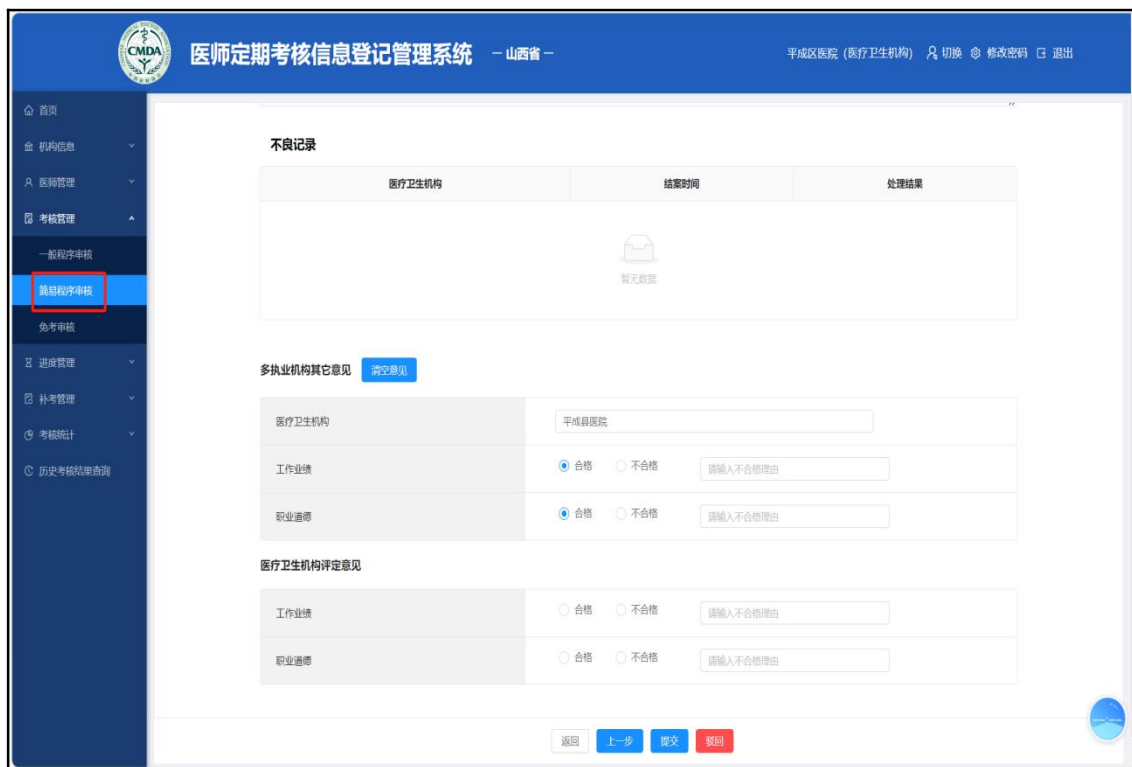 CMDA
医师定期考核信息登记管理系统 －山西省－
平成区医院（医疗卫生机构） 切换 修改密码 退出
首页
机构信息
医师管理
考核管理
一般程序审核
简易程序审核
免考审核
进度管理
补考管理
考核统计
历史考核结果查询
不良记录
医疗卫生机构 结案时间 处理结果
暂无数据
多执业机构其它意见 清空意见
医疗卫生机构 平成县医院
工作业绩 合格 不合格 请输入不合格理由
职业道德 合格 不合格 请输入不合格理由
医疗卫生机构评定意见
工作业绩 合格 不合格 请输入不合格理由
职业道德 合格 不合格 请输入不合格理由
返回 上一步 提交 驳回